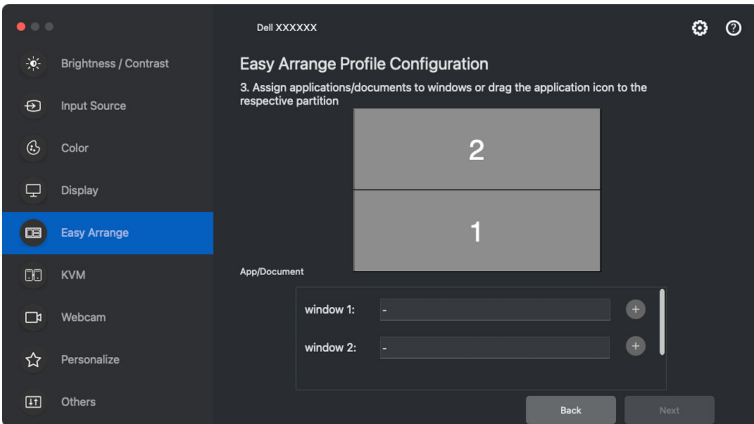 Dell XXXXXX
Brightness / Contrast
Input Source
Color
Display
Easy Arrange
KVM
Webcam
Personalize
Others
Easy Arrange Profile Configuration
3. Assign applications/documents to windows or drag the application icon to the
respective partition
2
1
App/Document
window 1: -
window 2: -
Back
Next